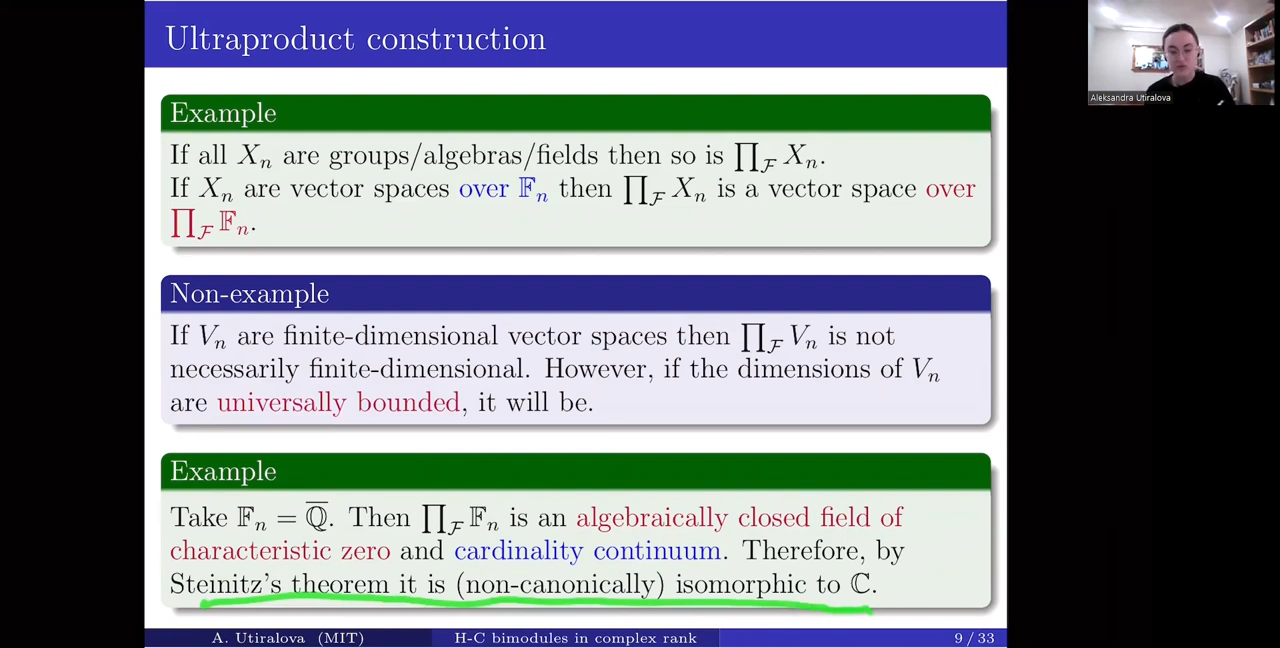 Ultraproduct construction
Aleksandra Utiralova
Example
If all Xₙ are groups/algebras/fields then so is ∏_ℱ Xₙ.
If Xₙ are vector spaces over 𝔽ₙ then ∏_ℱ Xₙ is a vector space over
∏_ℱ 𝔽ₙ.
Non-example
If Vₙ are finite-dimensional vector spaces then ∏_ℱ Vₙ is not
necessarily finite-dimensional. However, if the dimensions of Vₙ
are universally bounded, it will be.
Example
Take 𝔽ₙ = ℚ̅. Then ∏_ℱ 𝔽ₙ is an algebraically closed field of
characteristic zero and cardinality continuum. Therefore, by
Steinitz's theorem it is (non-canonically) isomorphic to ℂ.
A. Utiralova (MIT) H-C bimodules in complex rank 9 / 33